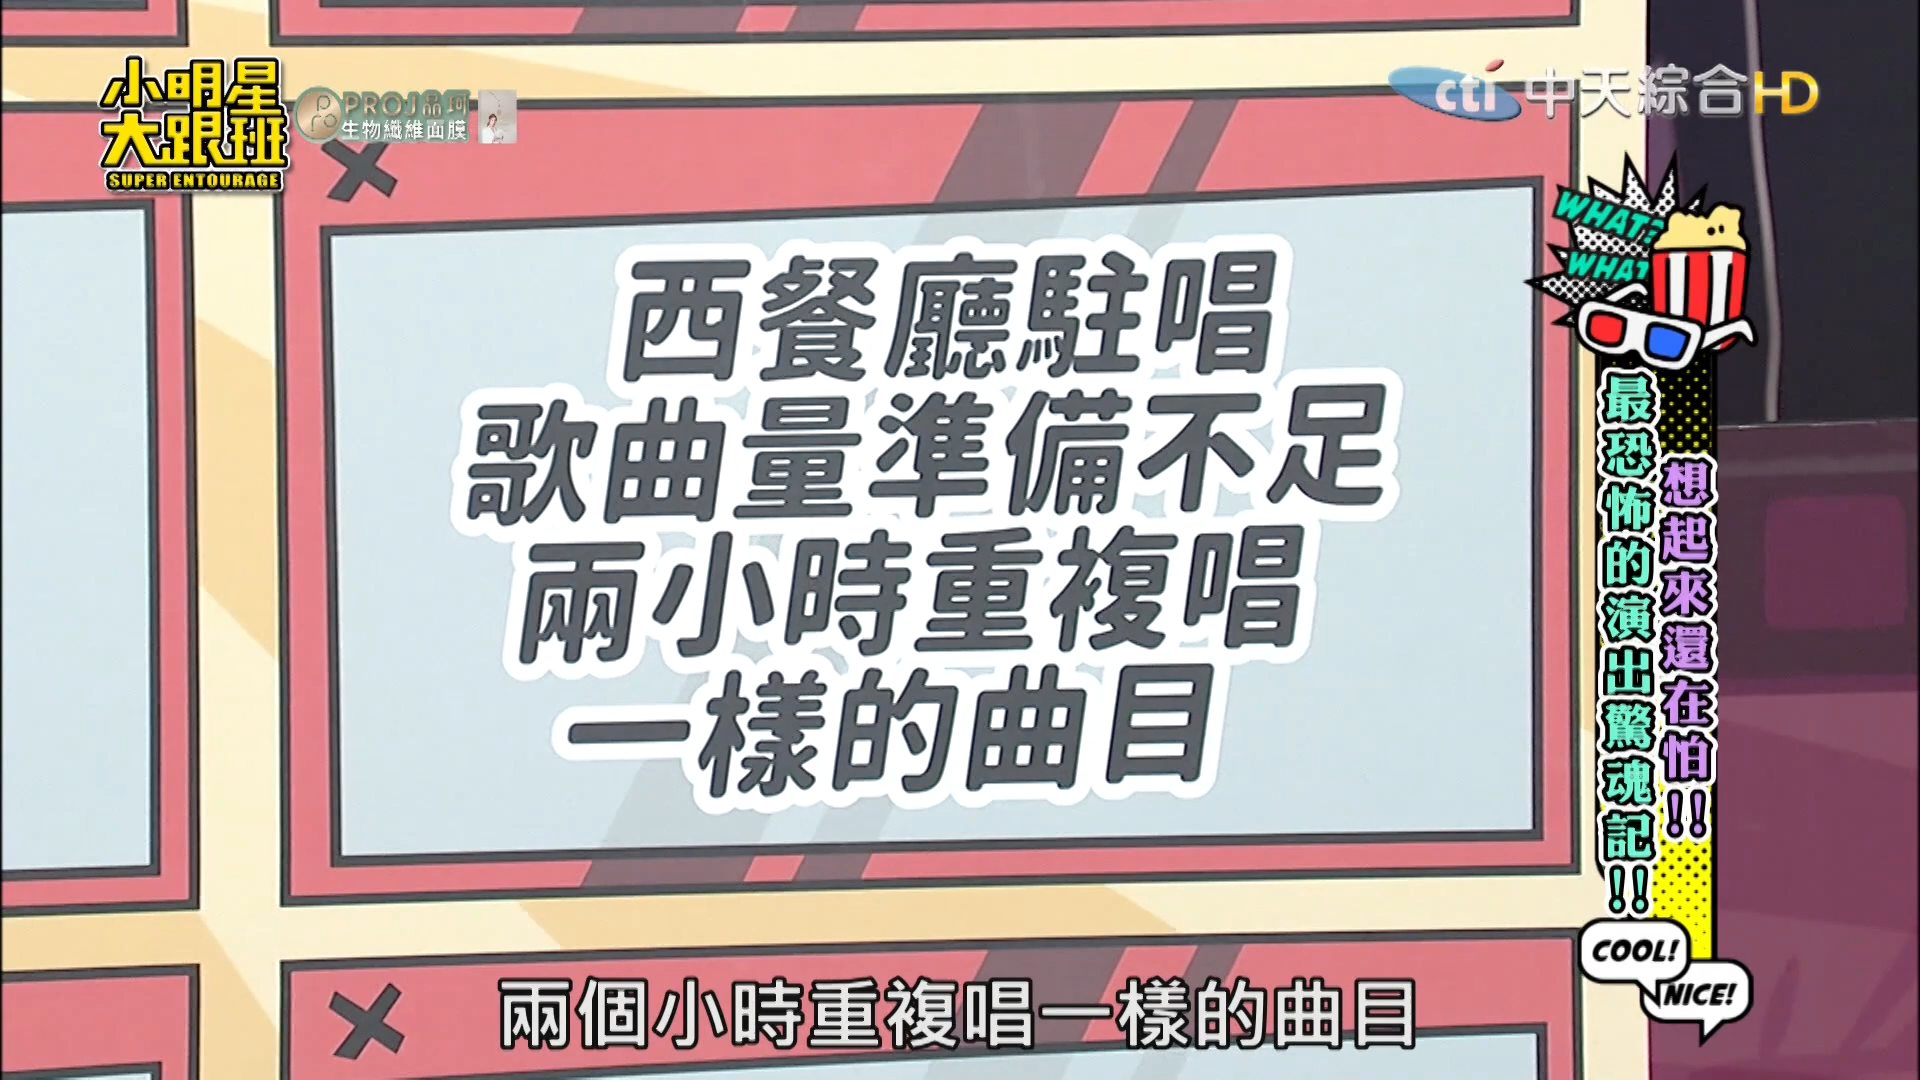 小明星
大跟班
SUPER ENTOURAGE
PROJ晶珂
生物纖維面膜
cti 中天綜合HD
WHAT?
WHAT
西餐廳駐唱
歌曲量準備不足
兩小時重複唱
一樣的曲目
想起來還在怕!!
最恐怖的演出驚魂記!!
COOL!
NICE!
兩個小時重複唱一樣的曲目